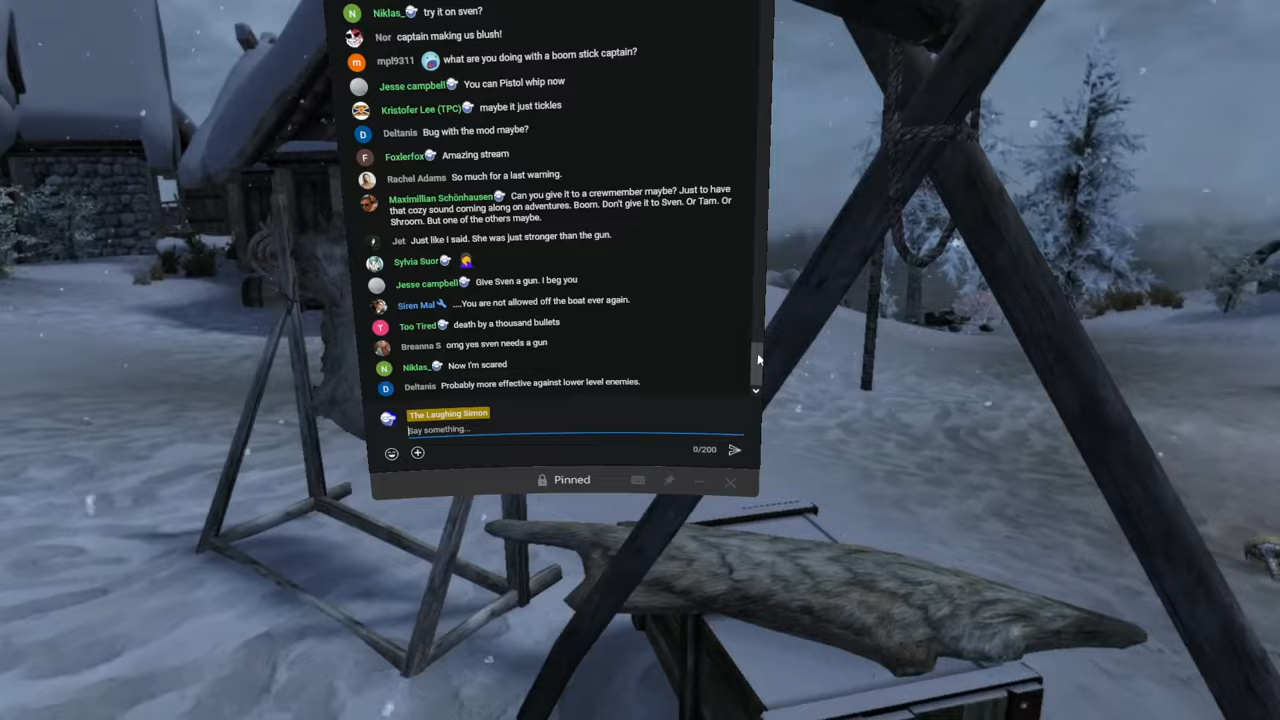 N Niklas_ try it on sven?
Nor captain making us blush!
m mpl9311 what are you doing with a boom stick captain?
Jesse campbell You can Pistol whip now
Kristofer Lee (TPC) maybe it just tickles
D Deltanis Bug with the mod maybe?
F Foxlerfox Amazing stream
Rachel Adams So much for a last warning.
Maximillian Schönhausen Can you give it to a crewmember maybe? Just to have
that cozy sound coming along on adventures. Boom. Don't give it to Sven. Or Tam. Or
Shroom. But one of the others maybe.
Jet Just like I said. She was just stronger than the gun.
Sylvia Suor
Jesse campbell Give Sven a gun. I beg you
Siren Mal ....You are not allowed off the boat ever again.
T Too Tired death by a thousand bullets
Breanna S omg yes sven needs a gun
N Niklas_ Now I'm scared
D Deltanis Probably more effective against lower level enemies.
The Laughing Simon
Say something...
0/200
Pinned